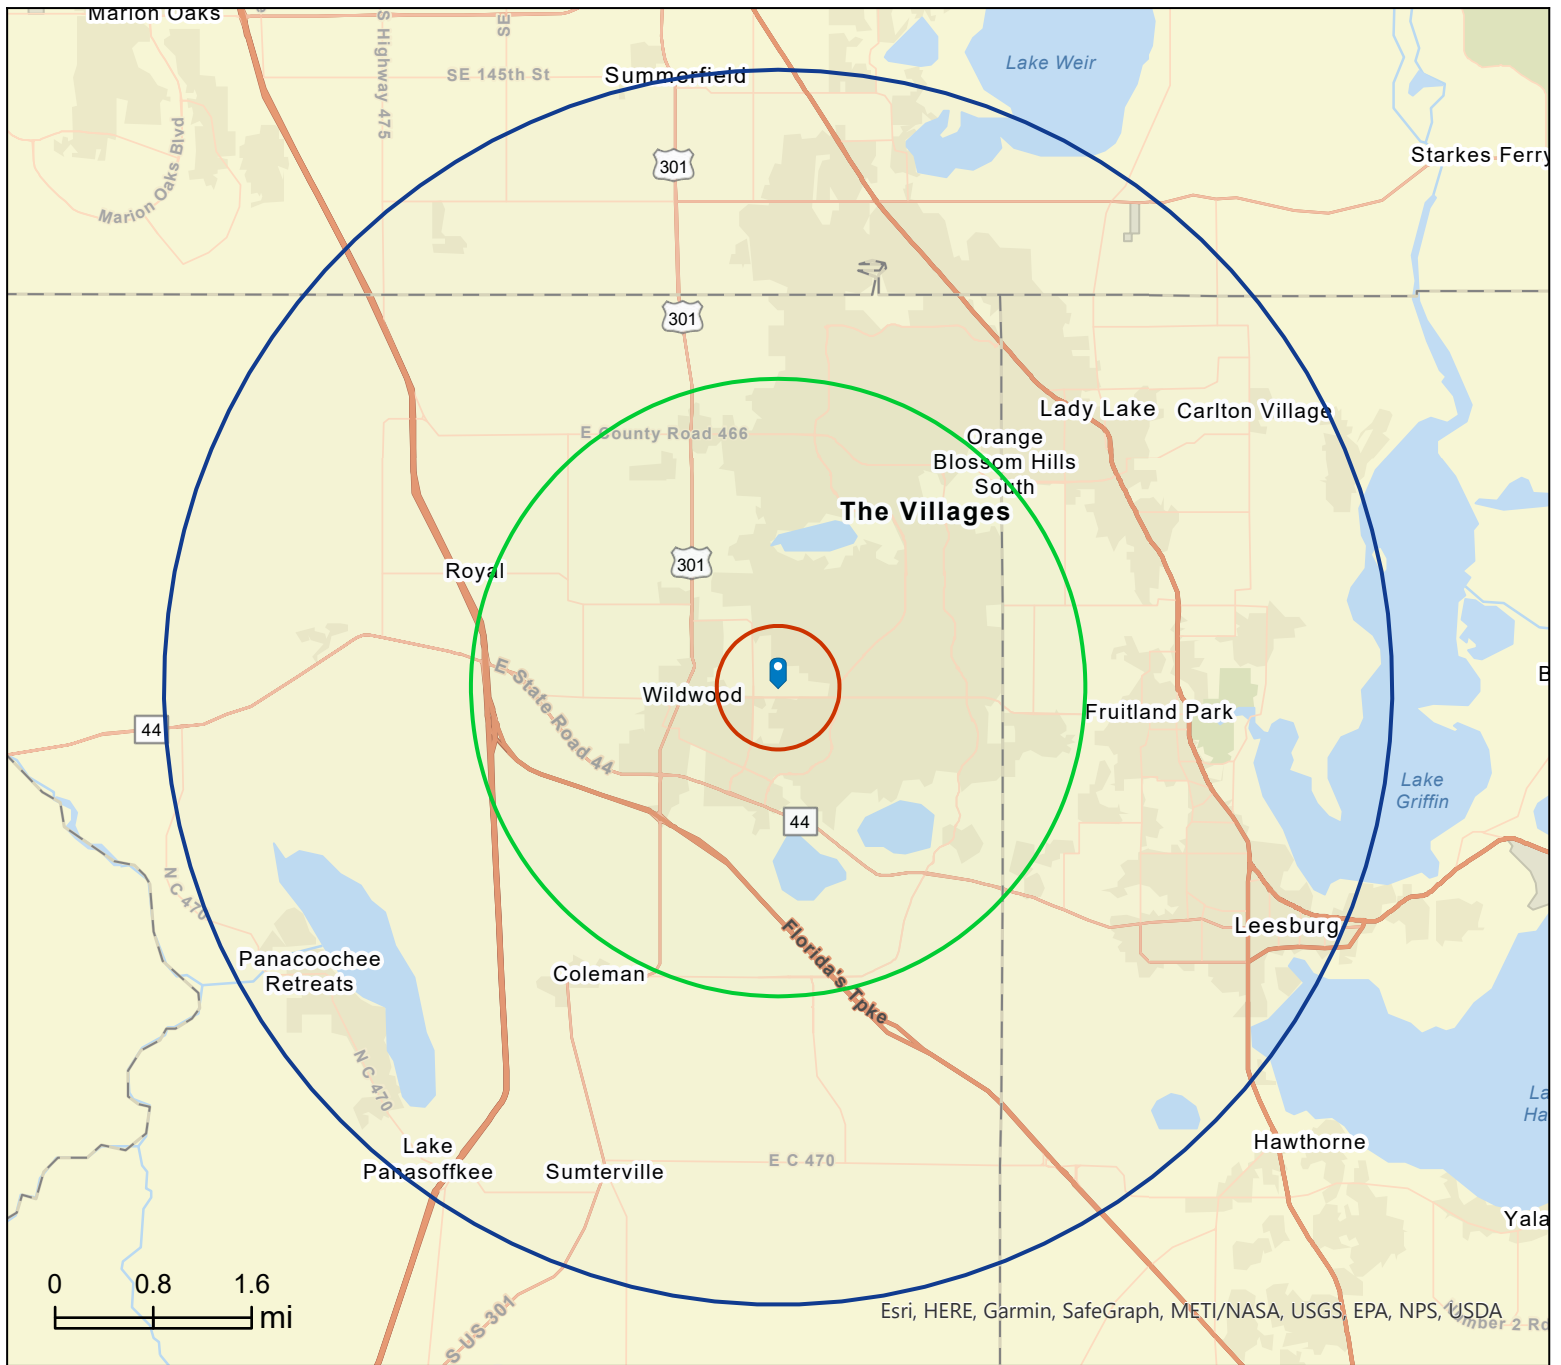 Marion Oaks
SE
S Highway 475
SE 145th St
Summerfield
Lake Weir
Marion Oaks Blvd
301
Starkes Ferry
301
E County Road 466
Lady Lake
Carlton Village
Orange
Blossom Hills
South
The Villages
Royal
301
E State Road 44
Wildwood
Fruitland Park
44
44
Lake
Griffin
N C 470
Leesburg
Panacoochee
Retreats
Coleman
Florida's Tpke
N C 470
Hawthorne
Lake
Panasoffkee
Sumterville
E C 470
0 0.8 1.6
mi
S US 301
Esri, HERE, Garmin, SafeGraph, METI/NASA, USGS, EPA, NPS, USDA